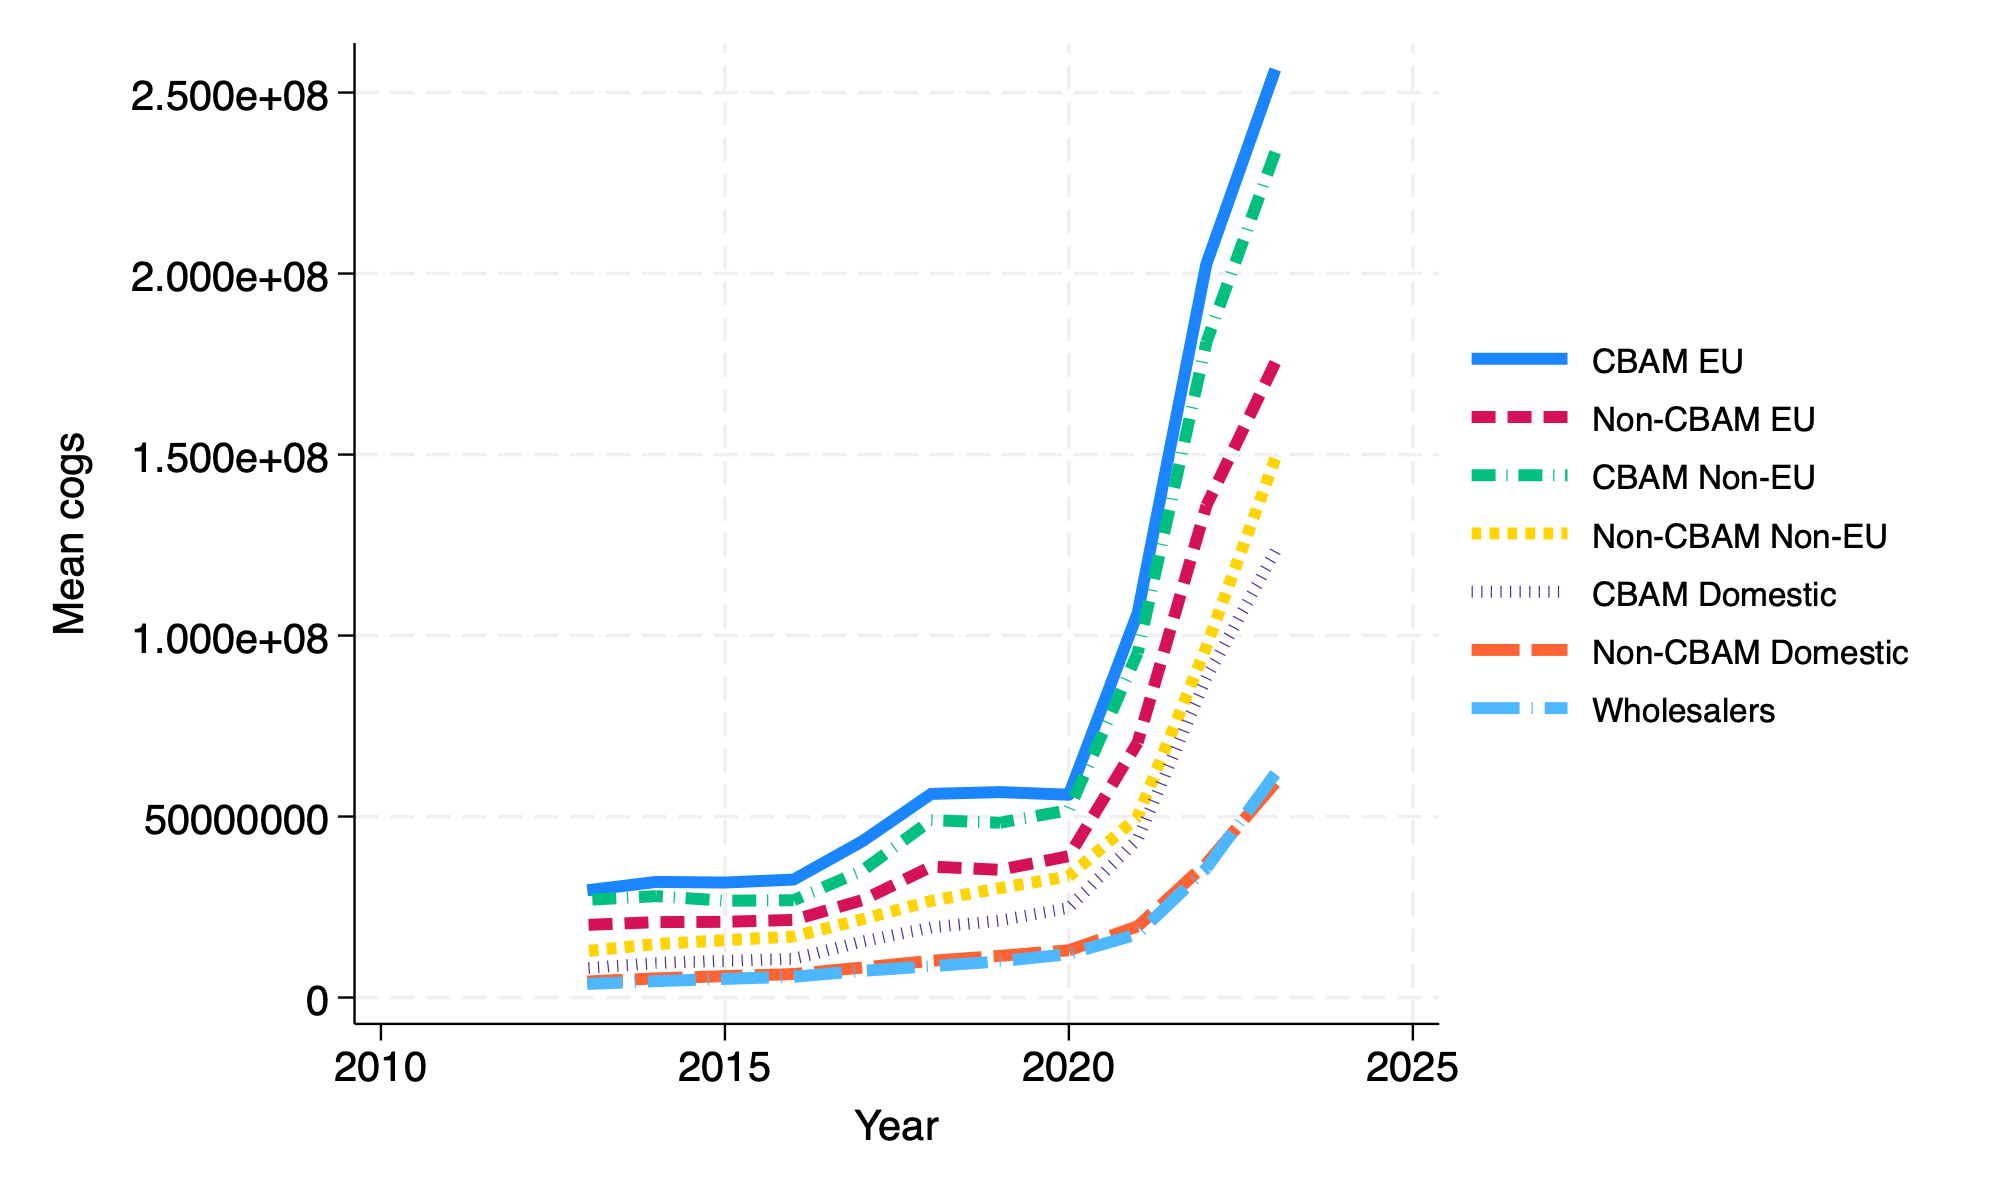 Mean cogs
2.500e+08
2.000e+08
1.500e+08
1.000e+08
50000000
0
2010
2015
2020
2025
Year
CBAM EU
Non-CBAM EU
CBAM Non-EU
Non-CBAM Non-EU
CBAM Domestic
Non-CBAM Domestic
Wholesalers